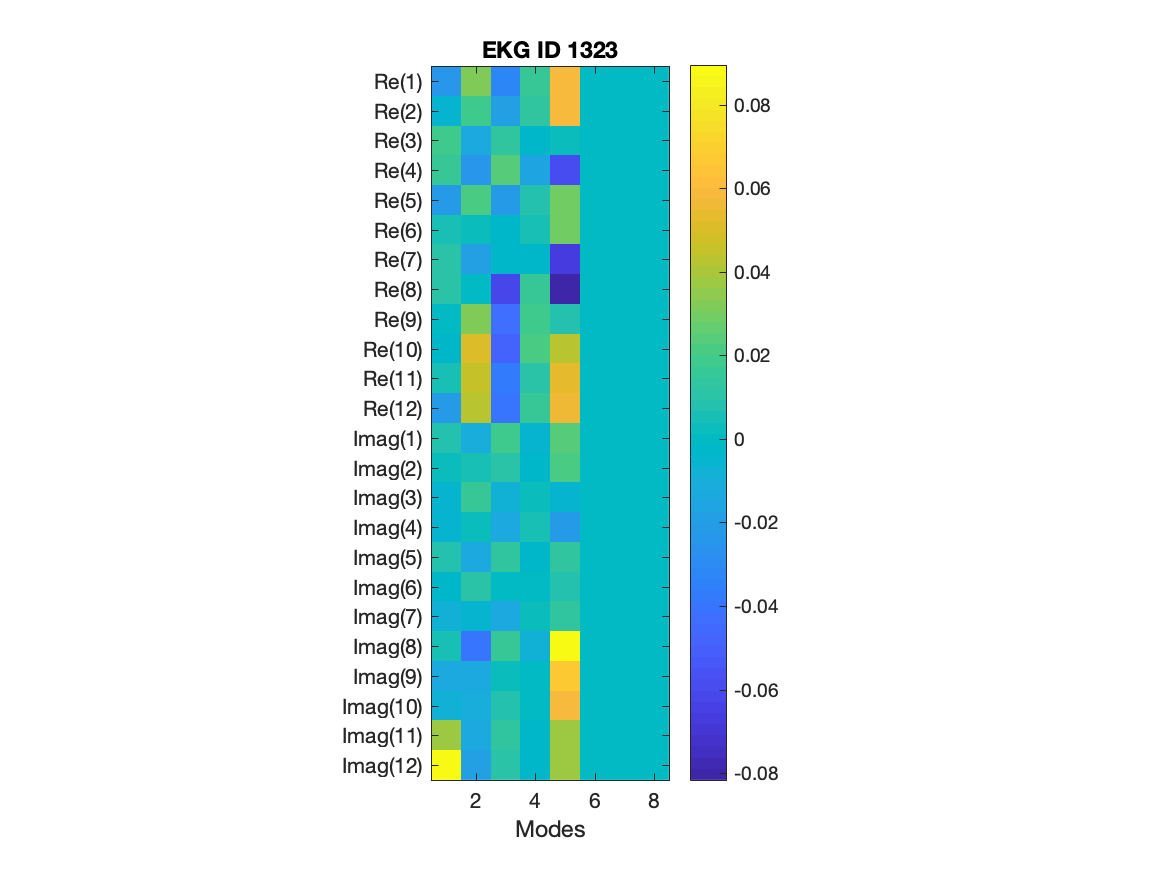 EKG ID 1323
Re(1)
Re(2)
Re(3)
Re(4)
Re(5)
Re(6)
Re(7)
Re(8)
Re(9)
Re(10)
Re(11)
Re(12)
Imag(1)
Imag(2)
Imag(3)
Imag(4)
Imag(5)
Imag(6)
Imag(7)
Imag(8)
Imag(9)
Imag(10)
Imag(11)
Imag(12)
2 4 6 8
Modes
0.08
0.06
0.04
0.02
0
-0.02
-0.04
-0.06
-0.08